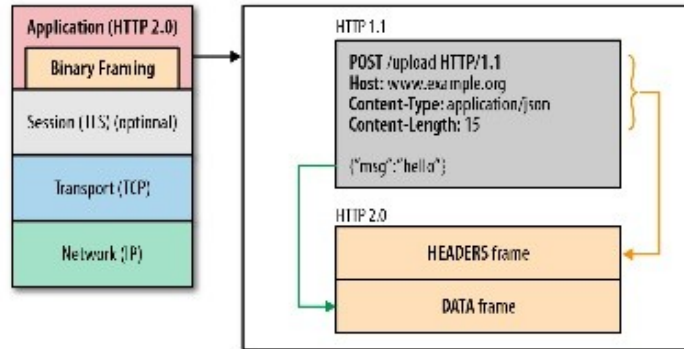 Application (HTTP 2.0)
Binary Framing
Session (TLS) (optional)
Transport (TCP)
Network (IP)
HTTP 1.1
POST /upload HTTP/1.1
Host: www.example.org
Content-Type: application/json
Content-Length: 15
{"msg":"hello"}
HTTP 2.0
HEADERS frame
DATA frame